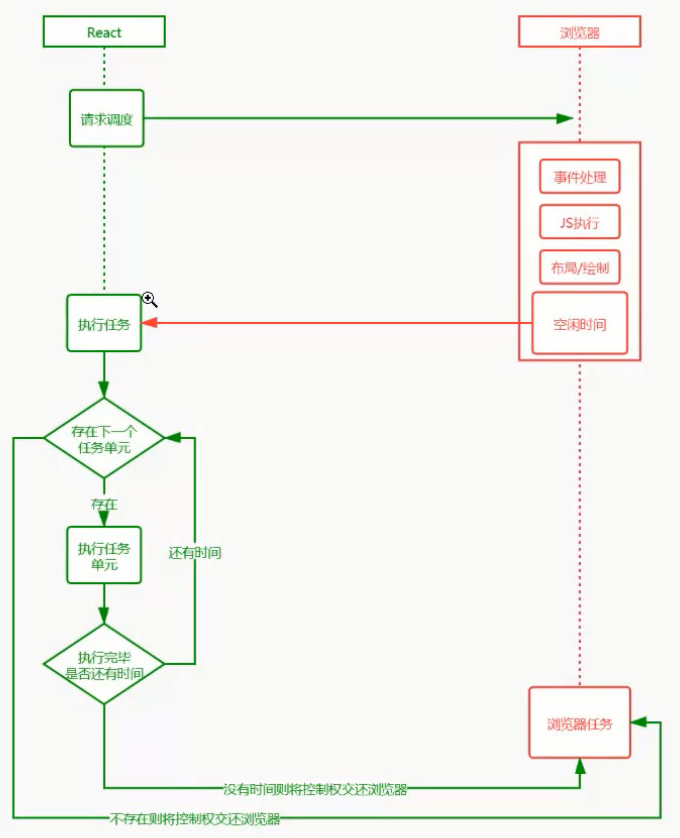 React
浏览器
请求调度
事件处理
JS执行
布局/绘制
空闲时间
执行任务
存在下一个
任务单元
存在
执行任务
单元
还有时间
执行完毕
是否还有时间
浏览器任务
没有时间则将控制权交还浏览器
不存在则将控制权交还浏览器